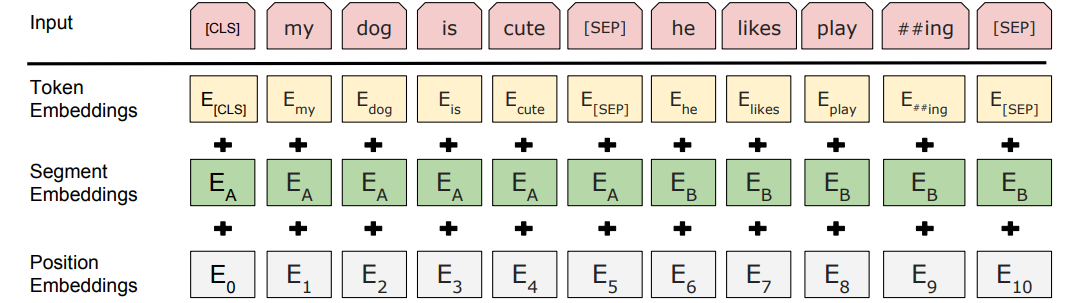 Input [CLS] my dog is cute [SEP] he likes play ##ing [SEP]
Token
Embeddings E[CLS] Emy Edog Eis Ecute E[SEP] Ehe Elikes Eplay E##ing E[SEP]
+ + + + + + + + + + +
Segment
Embeddings EA EA EA EA EA EA EB EB EB EB EB
+ + + + + + + + + + +
Position
Embeddings E0 E1 E2 E3 E4 E5 E6 E7 E8 E9 E10